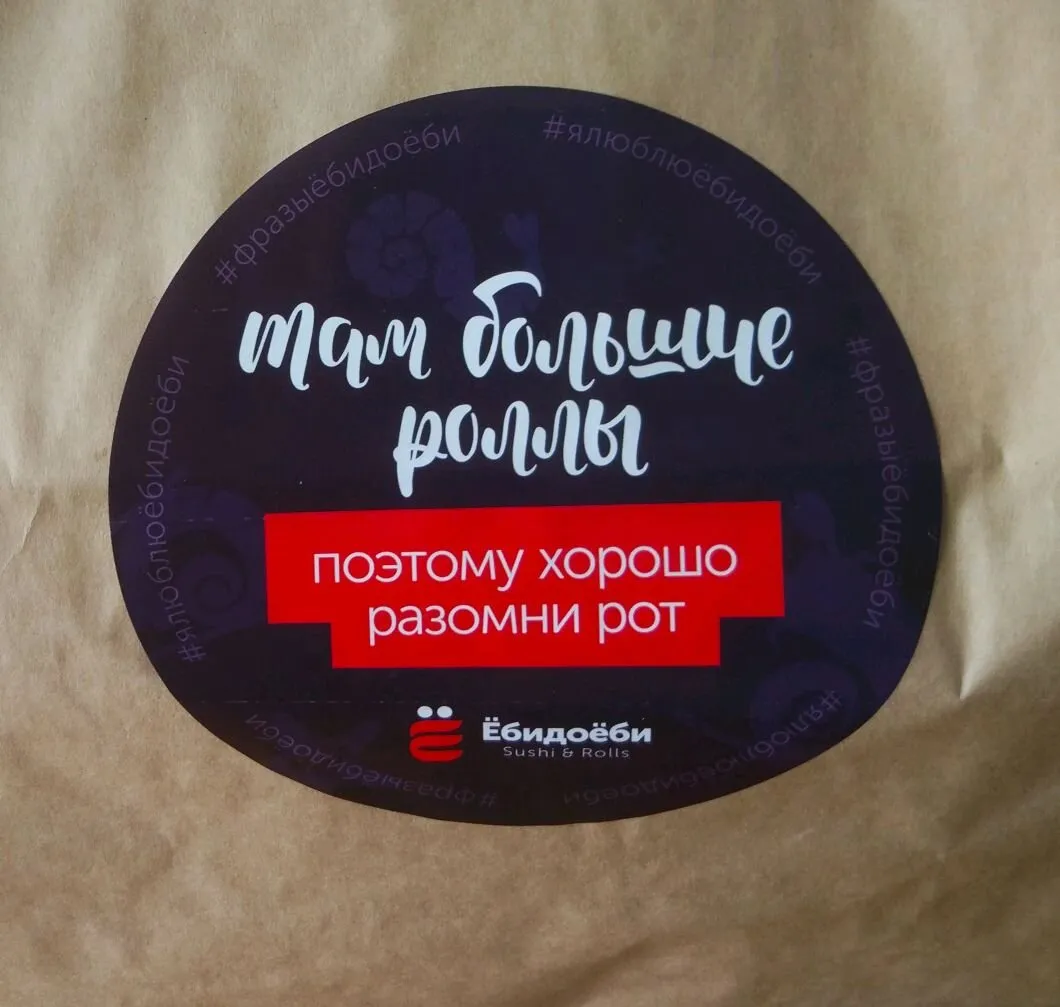 #фразыёбидоёби
#ялюблюёбидоёби
там большие
роллы
поэтому хорошо
разомни рот
Ёбидоёби
Sushi & Rolls
#ялюблюёбидоёби
#фразыёбидоёби
#фразыёбидоёби
#ялюблюёбидоёби